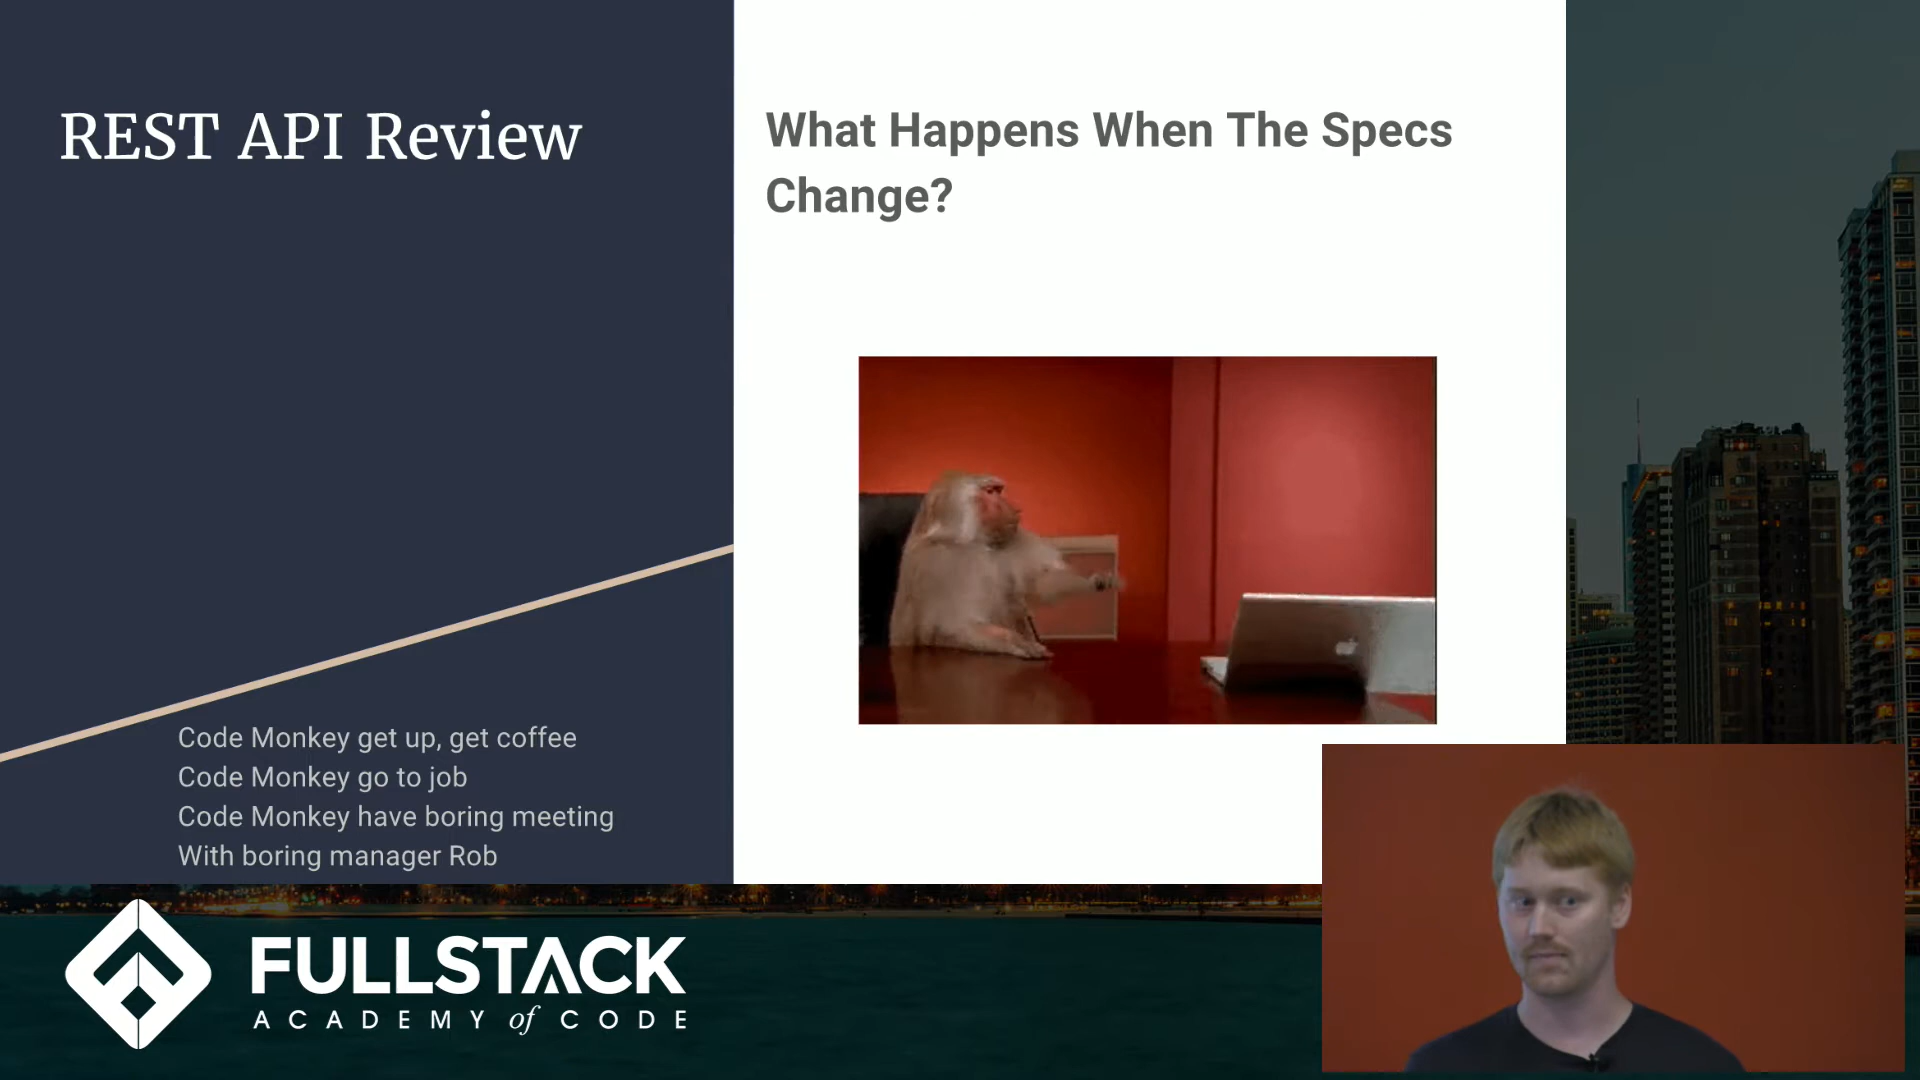 REST API Review
What Happens When The Specs
Change?
Code Monkey get up, get coffee
Code Monkey go to job
Code Monkey have boring meeting
With boring manager Rob
FULLSTACK
ACADEMY of CODE